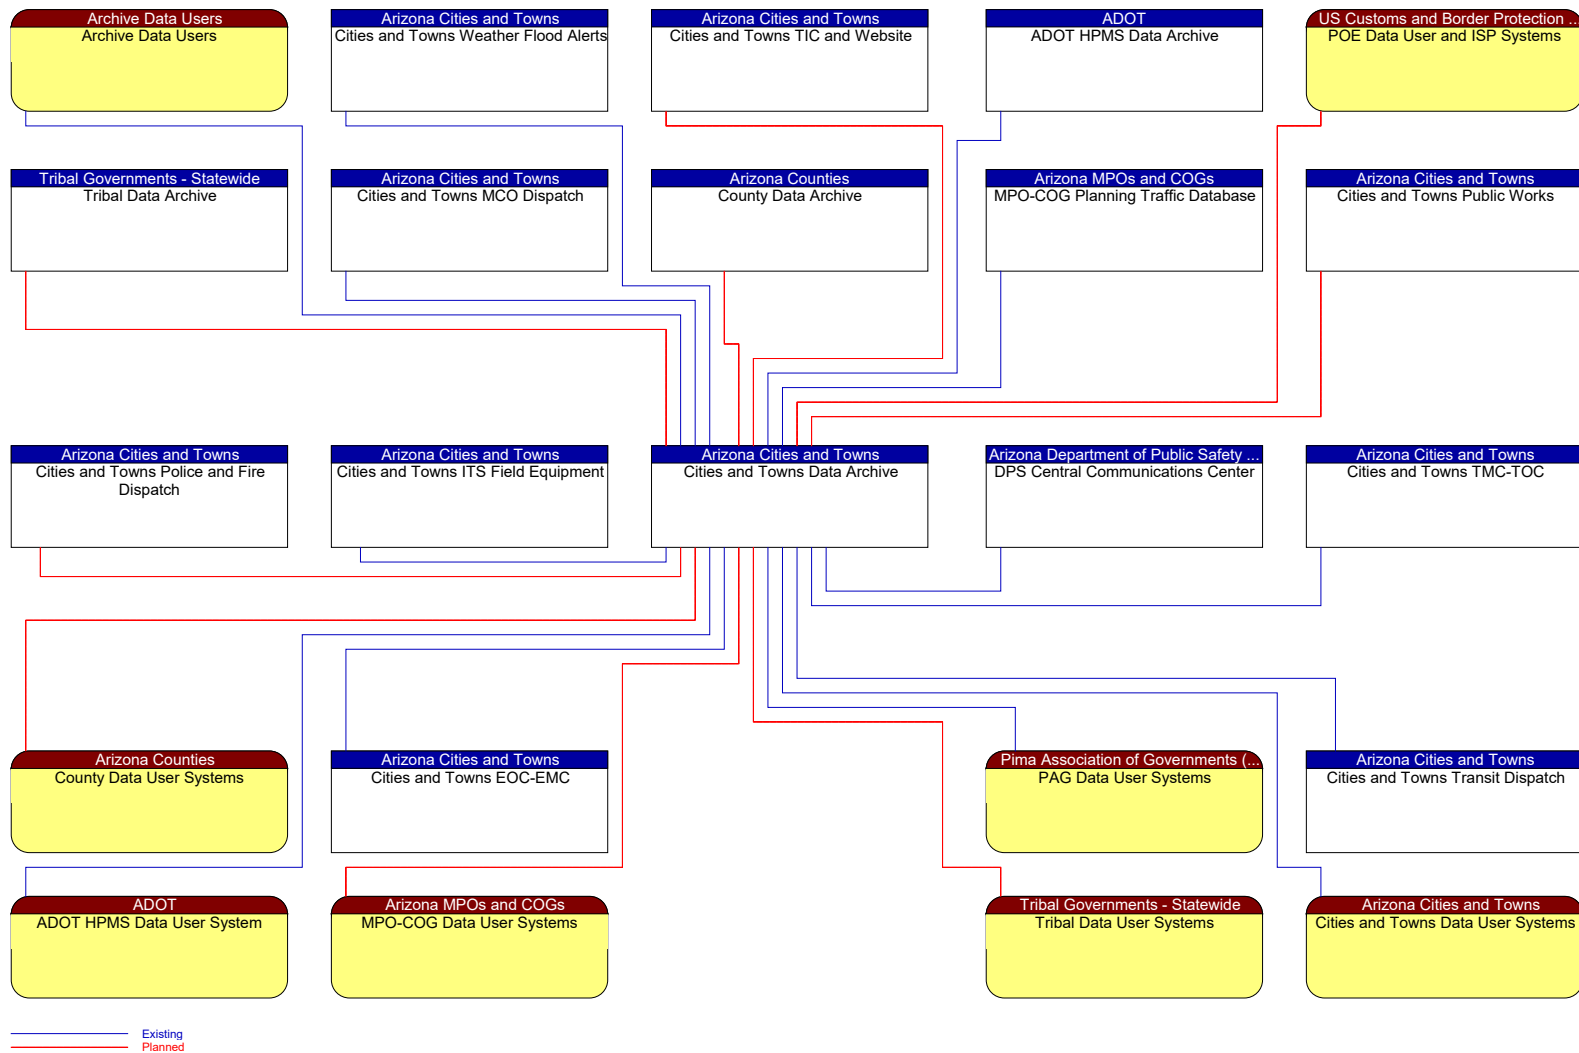 Archive Data Users
Archive Data Users
Arizona Cities and Towns
Cities and Towns Weather Flood Alerts
Arizona Cities and Towns
Cities and Towns TIC and Website
ADOT
ADOT HPMS Data Archive
US Customs and Border Protection ...
POE Data User and ISP Systems
Tribal Governments - Statewide
Tribal Data Archive
Arizona Cities and Towns
Cities and Towns MCO Dispatch
Arizona Counties
County Data Archive
Arizona MPOs and COGs
MPO-COG Planning Traffic Database
Arizona Cities and Towns
Cities and Towns Public Works
Arizona Cities and Towns
Cities and Towns Police and Fire
Dispatch
Arizona Cities and Towns
Cities and Towns ITS Field Equipment
Arizona Cities and Towns
Cities and Towns Data Archive
Arizona Department of Public Safety ...
DPS Central Communications Center
Arizona Cities and Towns
Cities and Towns TMC-TOC
Arizona Counties
County Data User Systems
Arizona Cities and Towns
Cities and Towns EOC-EMC
Pima Association of Governments (...
PAG Data User Systems
Arizona Cities and Towns
Cities and Towns Transit Dispatch
ADOT
ADOT HPMS Data User System
Arizona MPOs and COGs
MPO-COG Data User Systems
Tribal Governments - Statewide
Tribal Data User Systems
Arizona Cities and Towns
Cities and Towns Data User Systems
Existing
Planned